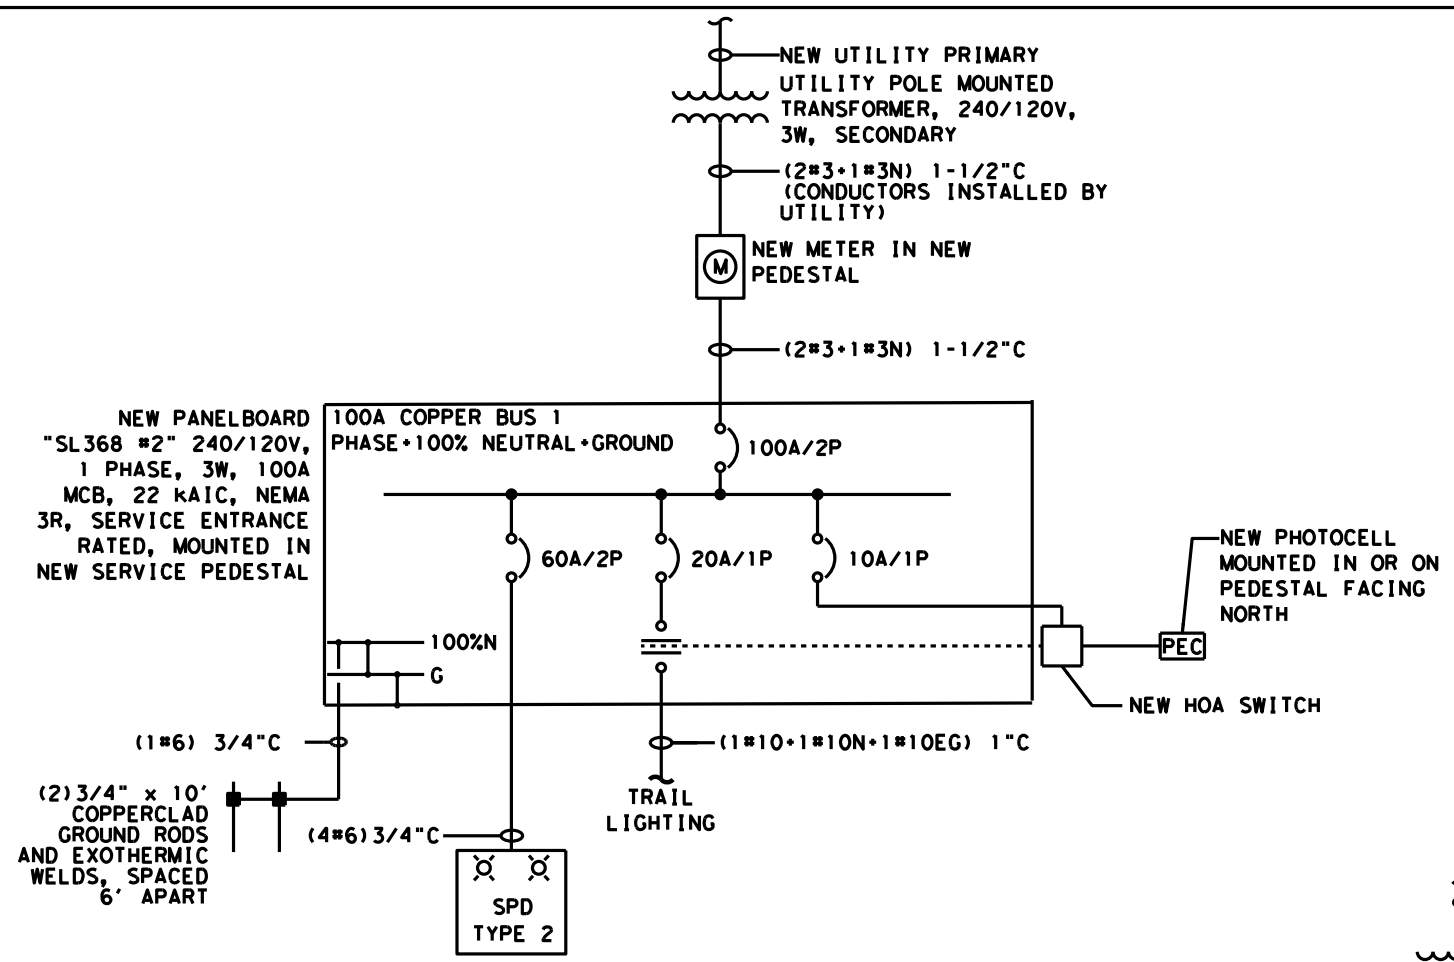 NEW UTILITY PRIMARY
UTILITY POLE MOUNTED
TRANSFORMER, 240/120V,
3W, SECONDARY
(2#3+1#3N) 1-1/2"C
(CONDUCTORS INSTALLED BY
UTILITY)
M
NEW METER IN NEW
PEDESTAL
(2#3+1#3N) 1-1/2"C
NEW PANELBOARD
"SL368 #2" 240/120V,
1 PHASE, 3W, 100A
MCB, 22 kAIC, NEMA
3R, SERVICE ENTRANCE
RATED, MOUNTED IN
NEW SERVICE PEDESTAL
100A COPPER BUS 1
PHASE+100% NEUTRAL+GROUND
100A/2P
60A/2P
20A/1P
10A/1P
NEW PHOTOCELL
MOUNTED IN OR ON
PEDESTAL FACING
NORTH
PEC
100%N
G
NEW HOA SWITCH
(1#6) 3/4"C
(1#10+1#10N+1#10EG) 1"C
(2)3/4" x 10'
COPPERCLAD
GROUND RODS
AND EXOTHERMIC
WELDS, SPACED
6' APART
TRAIL
LIGHTING
(4#6)3/4"C
SPD
TYPE 2